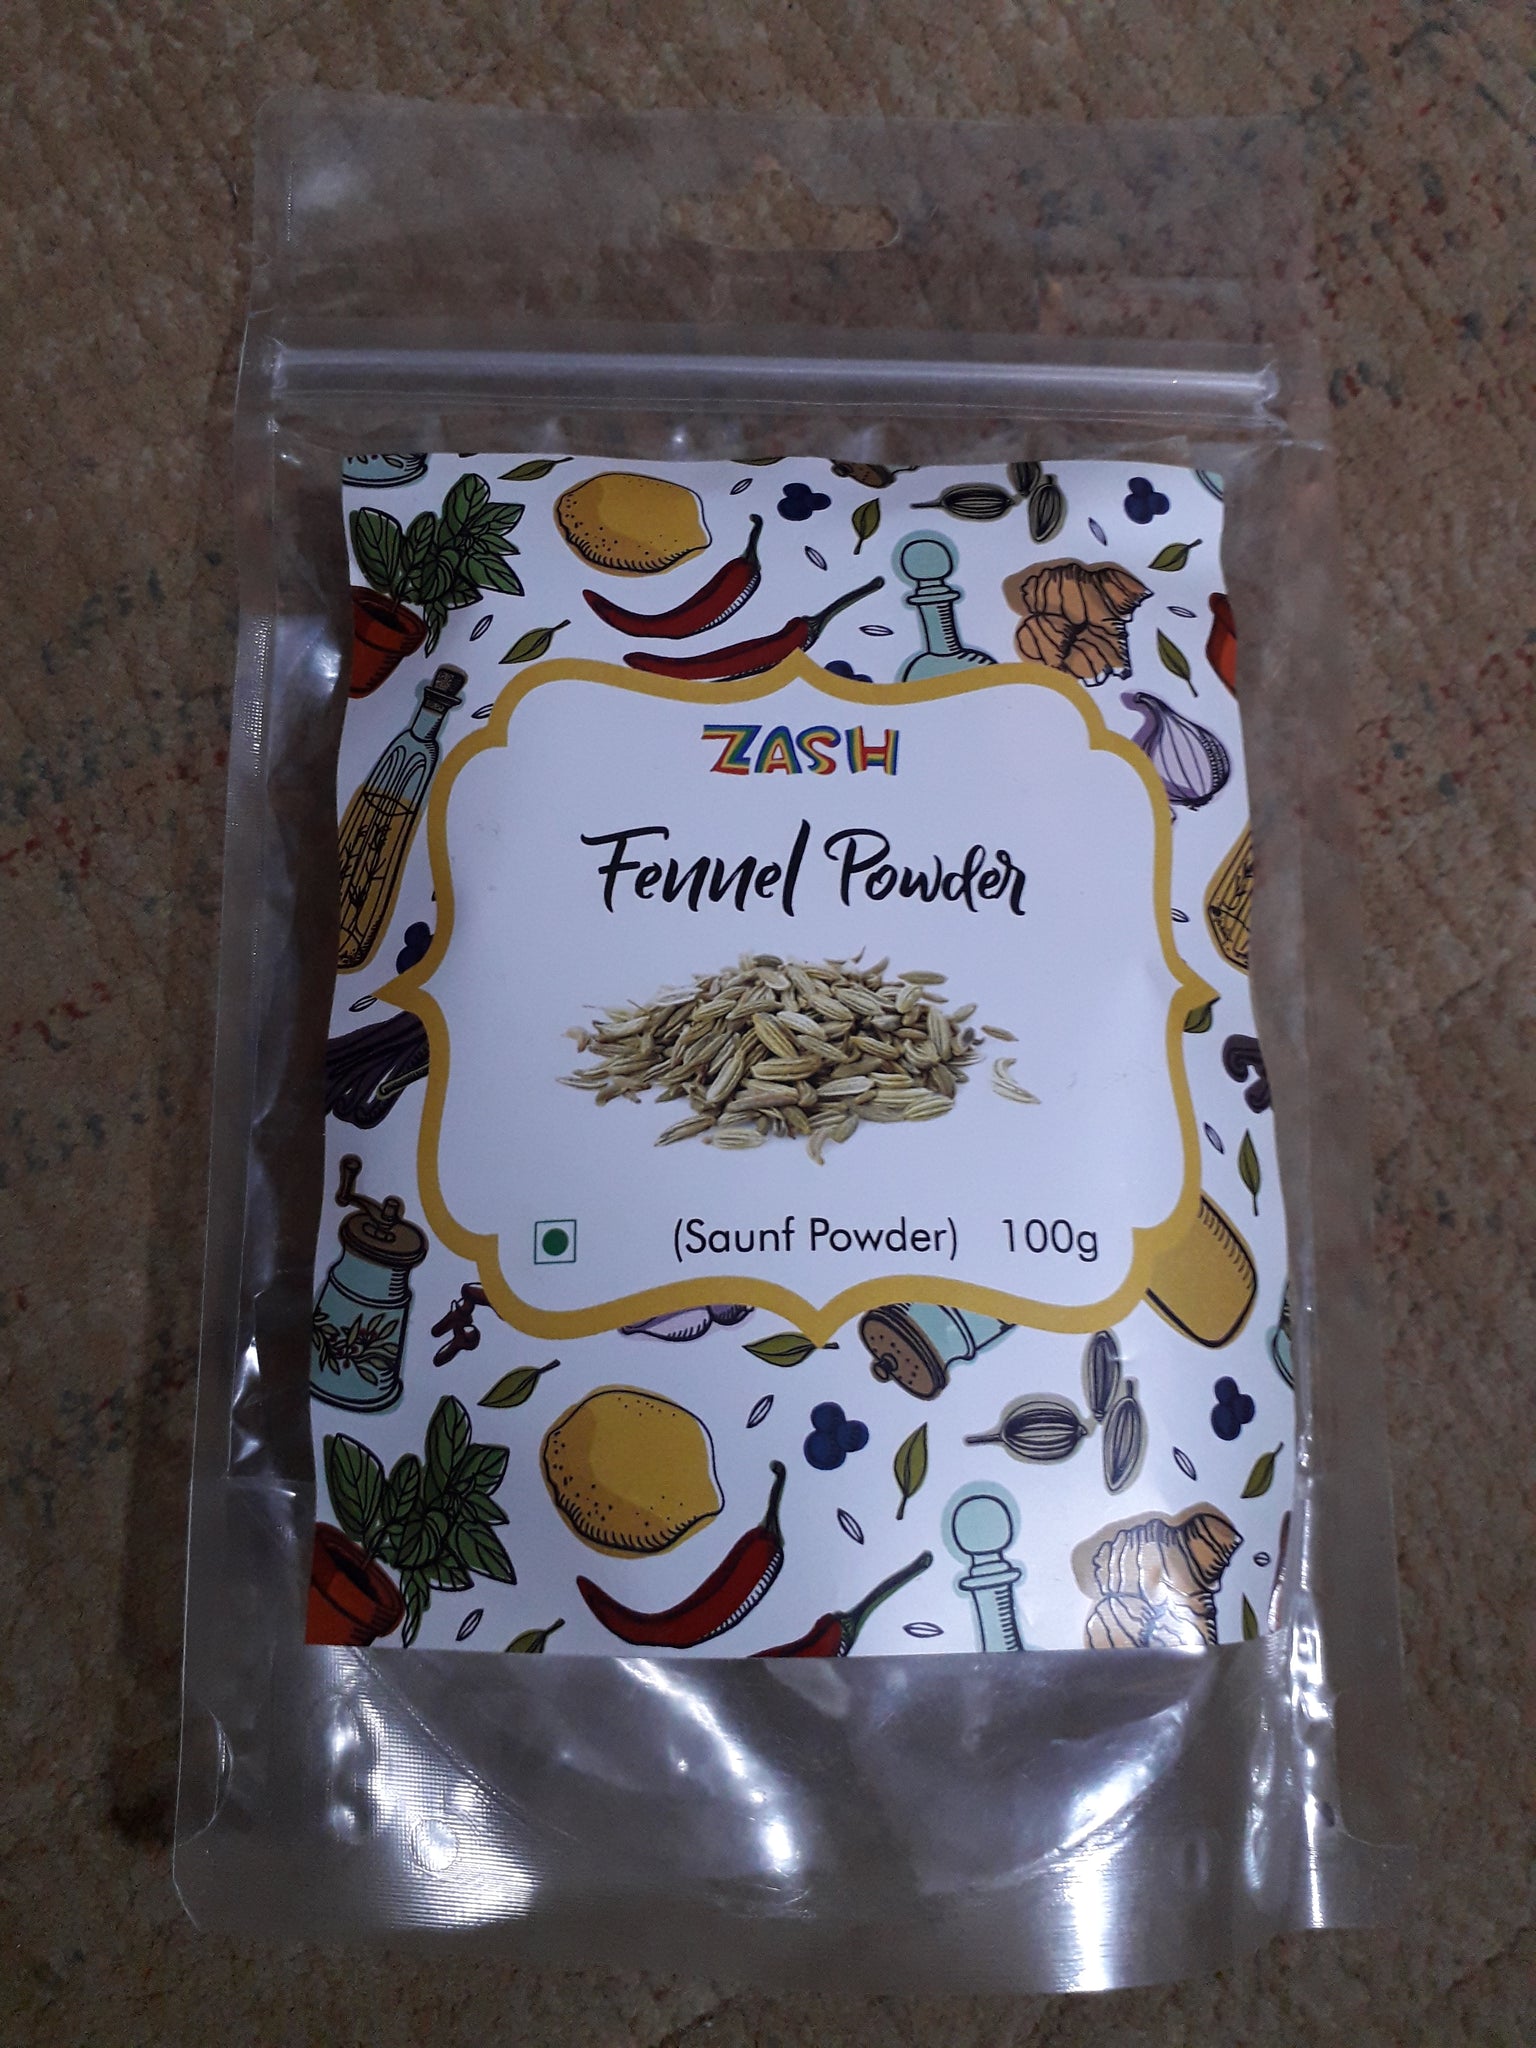 ZASH
Fennel Powder
(Saunf Powder) 100g